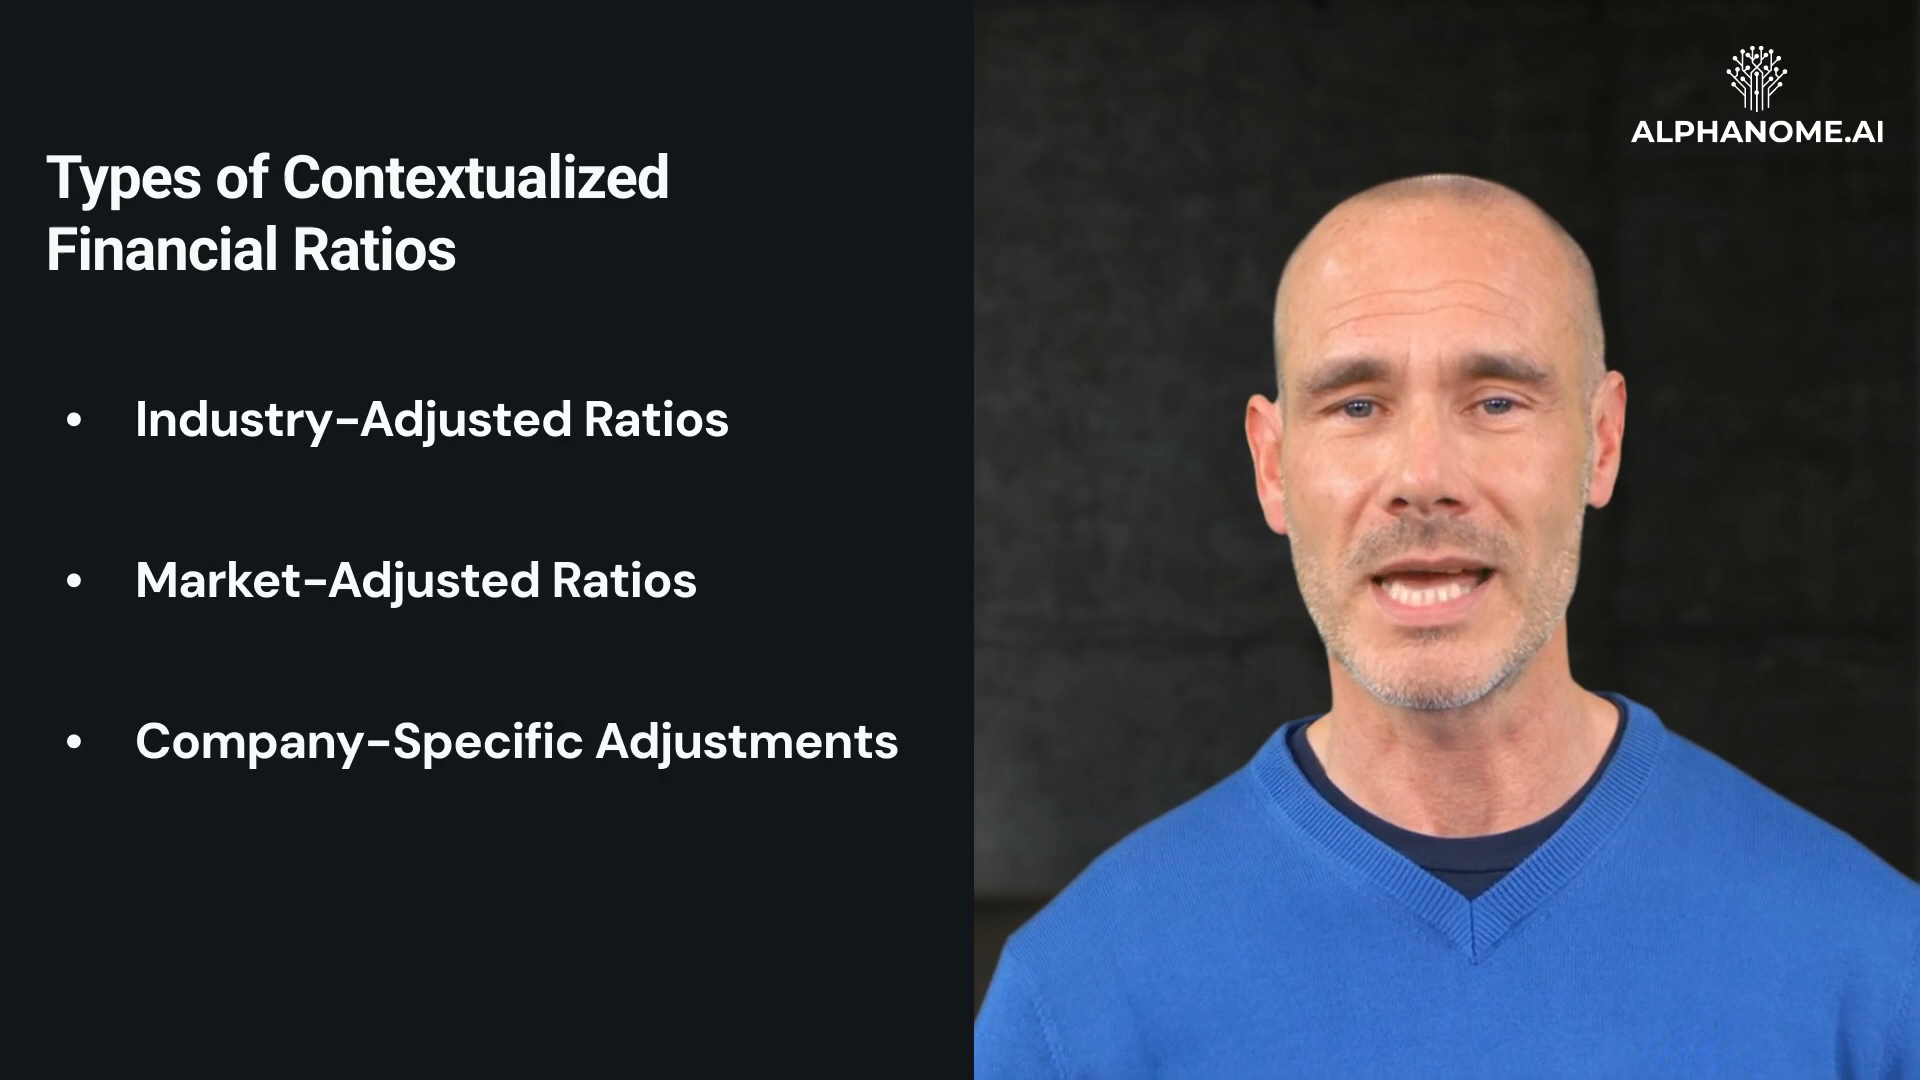 Types of Contextualized
Financial Ratios
• Industry-Adjusted Ratios
• Market-Adjusted Ratios
• Company-Specific Adjustments
ALPHANOME.AI